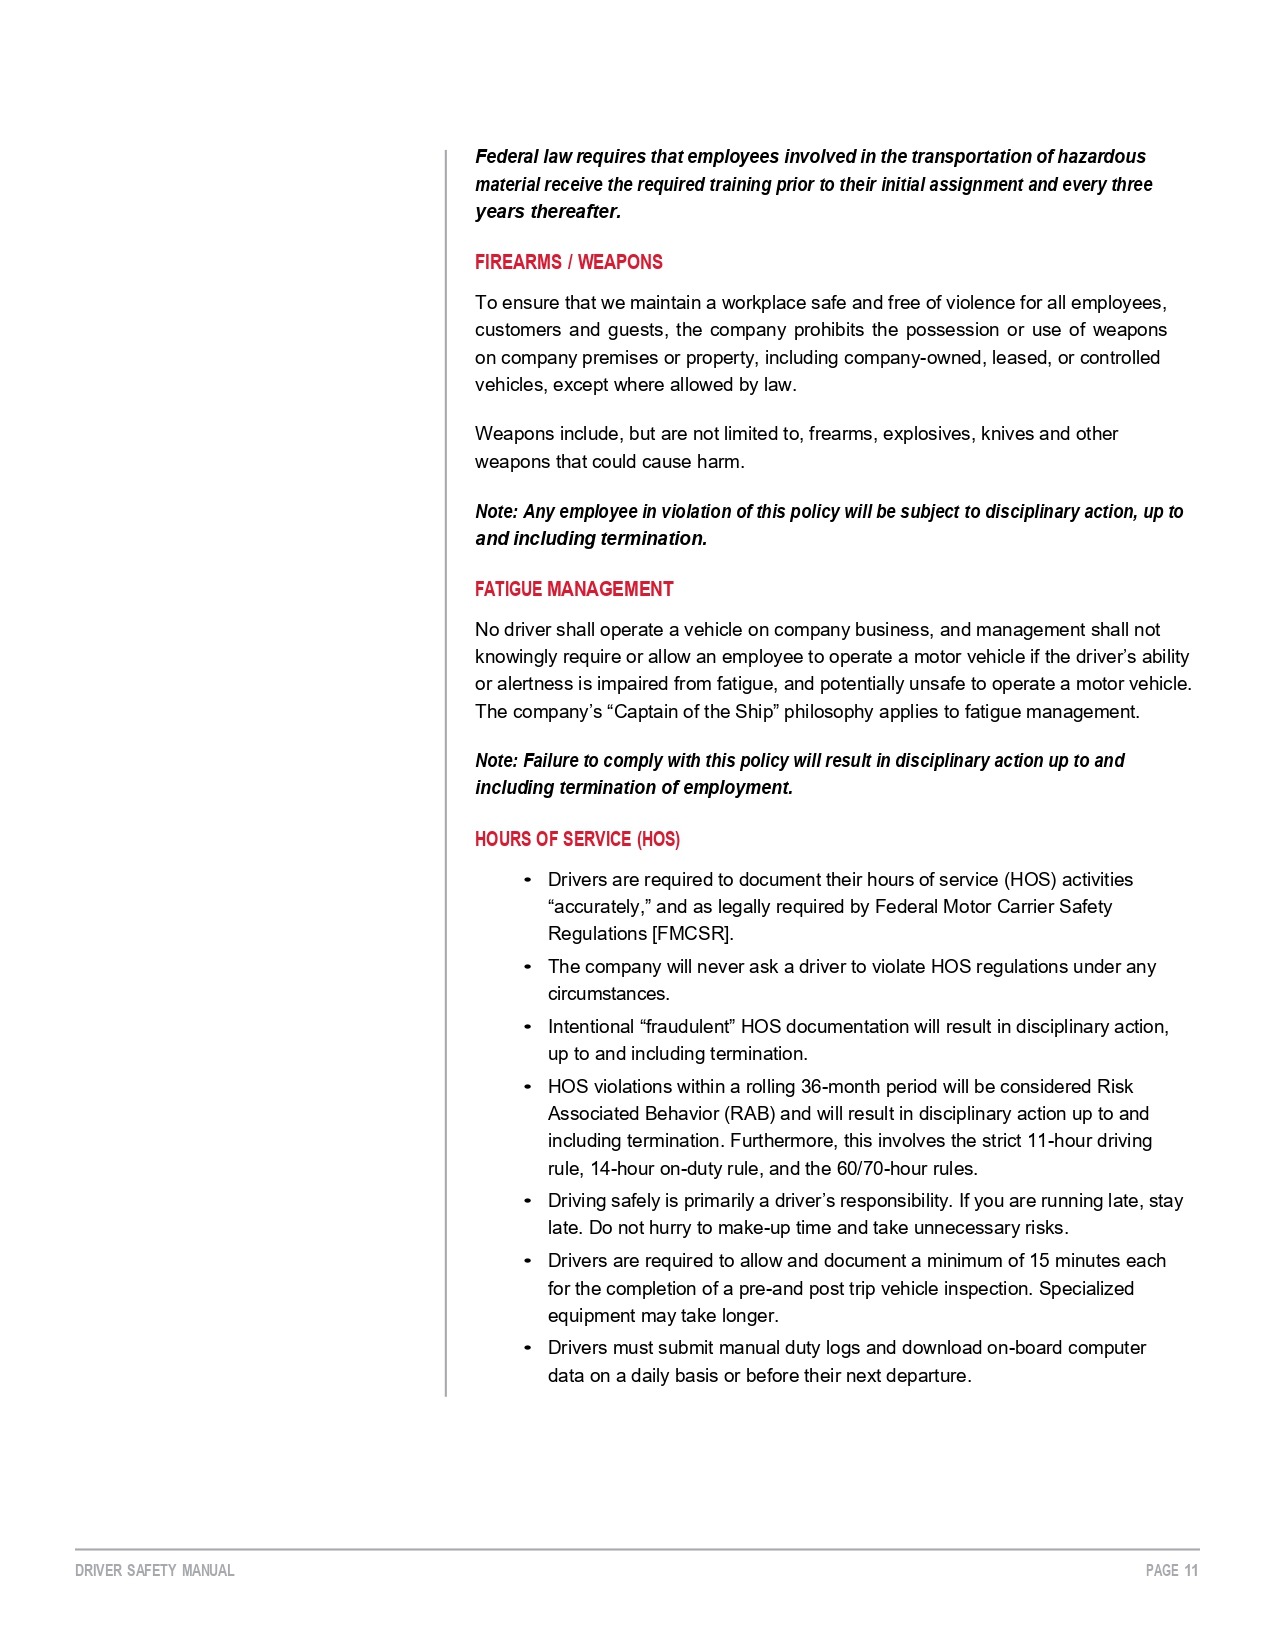 Federal law requires that employees involved in the transportation of hazardous
material receive the required training prior to their initial assignment and every three
years thereafter.
FIREARMS / WEAPONS
To ensure that we maintain a workplace safe and free of violence for all employees,
customers and guests, the company prohibits the possession or use of weapons
on company premises or property, including company-owned, leased, or controlled
vehicles, except where allowed by law.
Weapons include, but are not limited to, frearms, explosives, knives and other
weapons that could cause harm.
Note: Any employee in violation of this policy will be subject to disciplinary action, up to
and including termination.
FATIGUE MANAGEMENT
No driver shall operate a vehicle on company business, and management shall not
knowingly require or allow an employee to operate a motor vehicle if the driver’s ability
or alertness is impaired from fatigue, and potentially unsafe to operate a motor vehicle.
The company’s “Captain of the Ship” philosophy applies to fatigue management.
Note: Failure to comply with this policy will result in disciplinary action up to and
including termination of employment.
HOURS OF SERVICE (HOS)
• Drivers are required to document their hours of service (HOS) activities
“accurately,” and as legally required by Federal Motor Carrier Safety
Regulations [FMCSR].
• The company will never ask a driver to violate HOS regulations under any
circumstances.
• Intentional “fraudulent” HOS documentation will result in disciplinary action,
up to and including termination.
• HOS violations within a rolling 36-month period will be considered Risk
Associated Behavior (RAB) and will result in disciplinary action up to and
including termination. Furthermore, this involves the strict 11-hour driving
rule, 14-hour on-duty rule, and the 60/70-hour rules.
• Driving safely is primarily a driver’s responsibility. If you are running late, stay
late. Do not hurry to make-up time and take unnecessary risks.
• Drivers are required to allow and document a minimum of 15 minutes each
for the completion of a pre-and post trip vehicle inspection. Specialized
equipment may take longer.
• Drivers must submit manual duty logs and download on-board computer
data on a daily basis or before their next departure.
DRIVER SAFETY MANUAL
PAGE 11